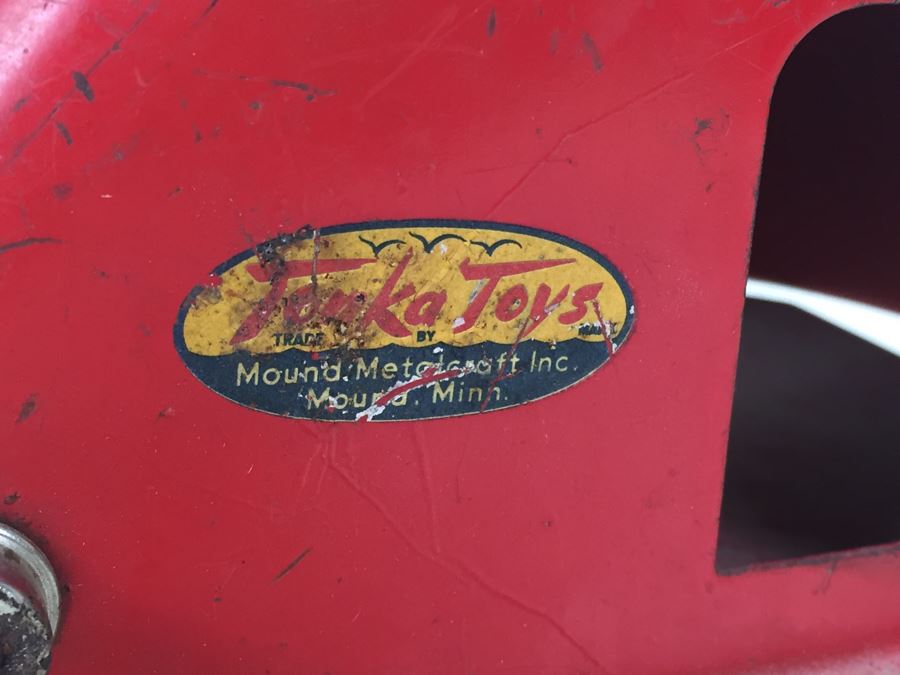 Tonka Toys
TRADE BY MARK
Mound Metalcraft Inc.
Mound. Minn.